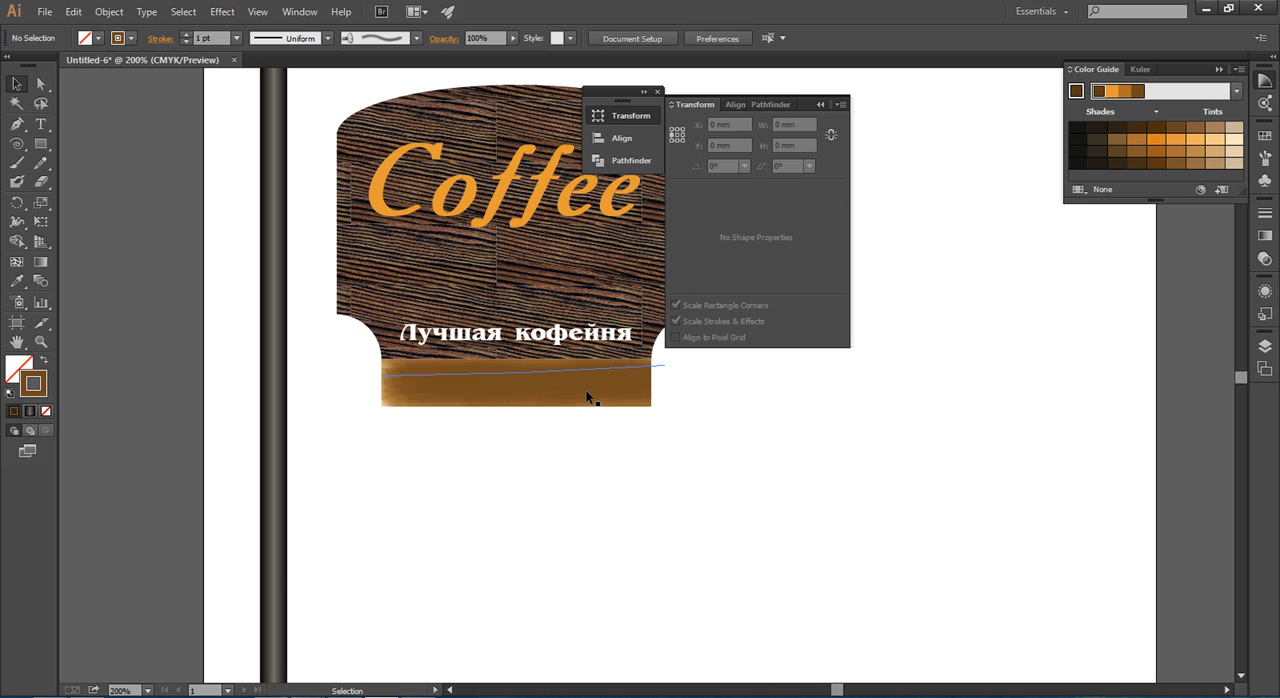 Ai File Edit Object Type Select Effect View Window Help Br Essentials
No Selection Stroke: 1 pt Uniform Opacity: 100% Style: Document Setup Preferences
Untitled-6* @ 200% (CMYK/Preview) ×
Color Guide Kuler
Shades Tints
None
Transform
Align
Pathfinder
Transform Align Pathfinder
X: 0 mm W: 0 mm
Y: 0 mm H: 0 mm
0° 0°
No Shape Properties
Scale Rectangle Corners
Scale Strokes & Effects
Align to Pixel Grid
Coffee
Лучшая кофейня
200% 1 Selection